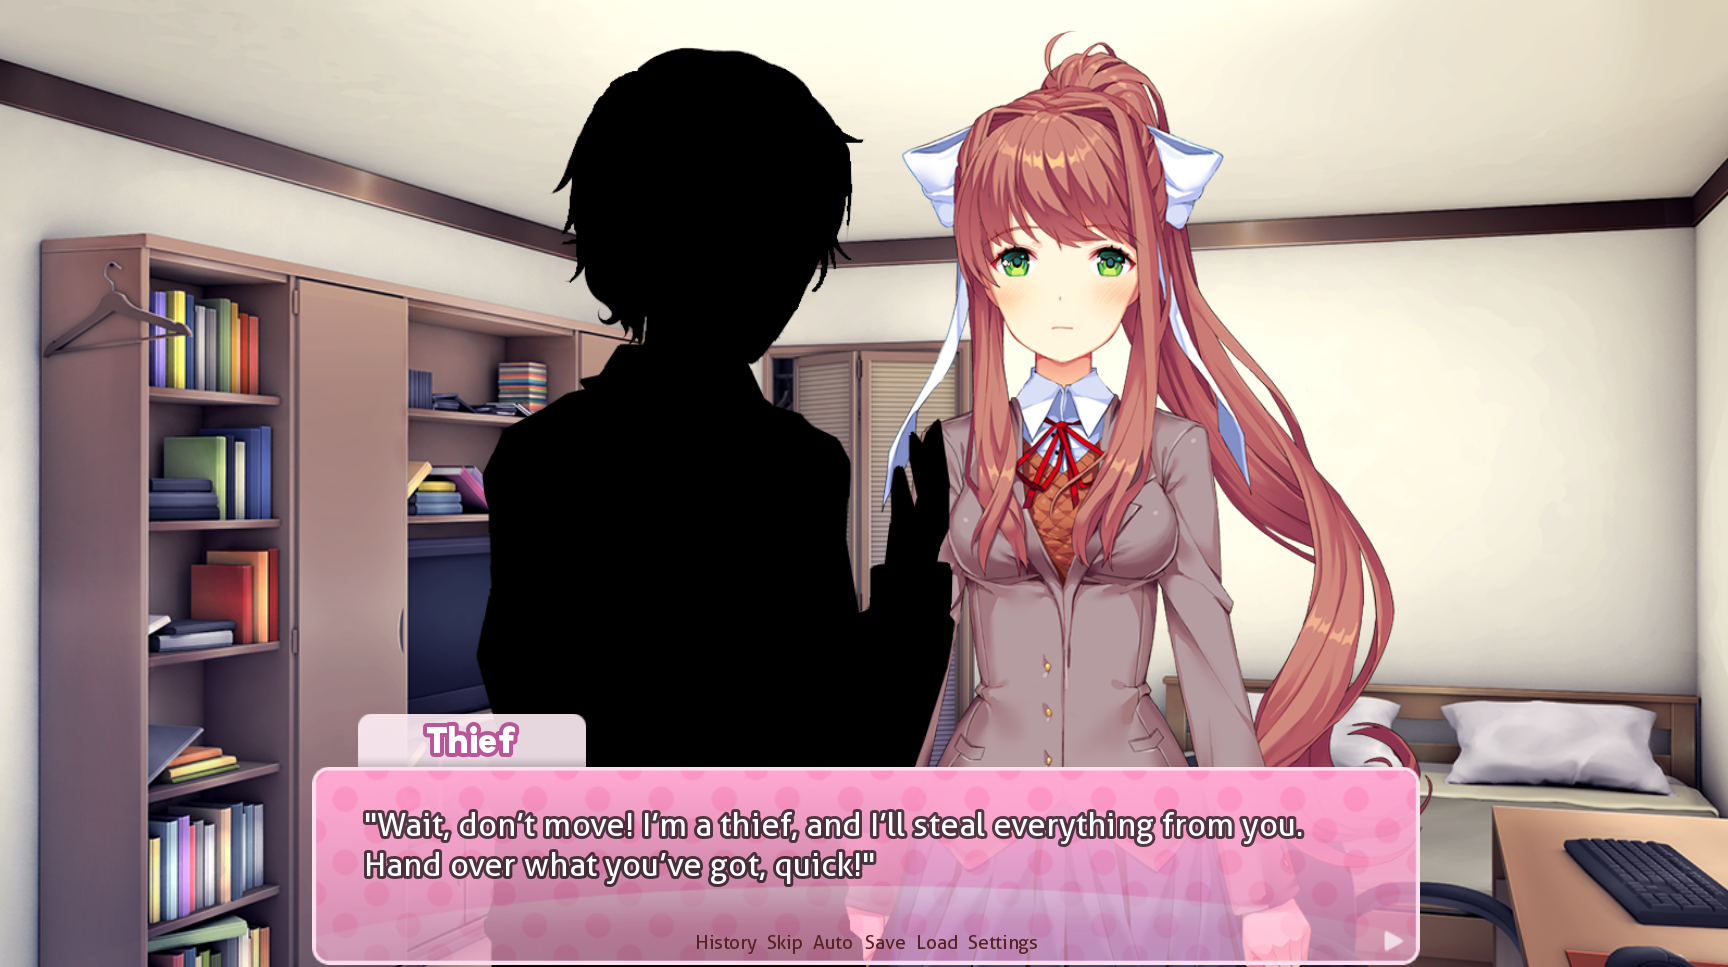 Thief
"Wait, don't move! I'm a thief, and I'll steal everything from you.
Hand over what you've got, quick!"
History Skip Auto Save Load Settings